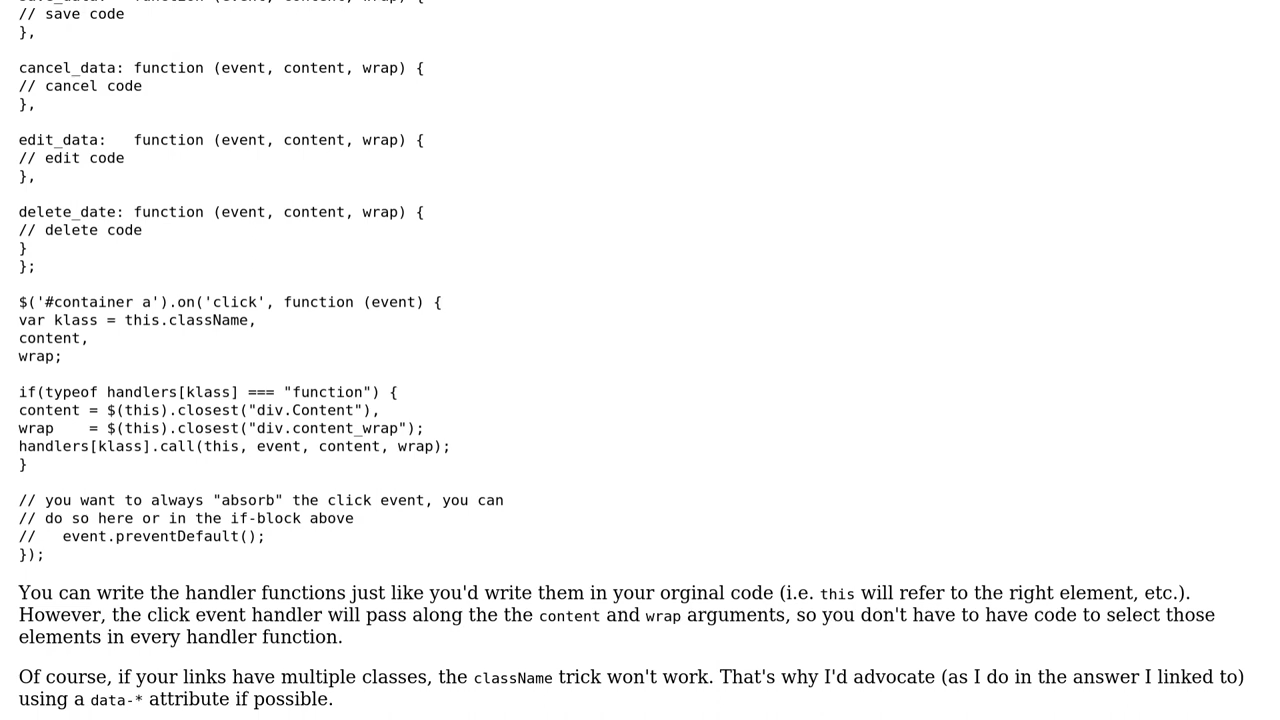 // save code
},
cancel_data: function (event, content, wrap) {
// cancel code
},
edit_data:   function (event, content, wrap) {
// edit code
},
delete_date: function (event, content, wrap) {
// delete code
}
};
$('#container a').on('click', function (event) {
var klass = this.className,
content,
wrap;
if(typeof handlers[klass] === "function") {
content = $(this).closest("div.Content"),
wrap    = $(this).closest("div.content_wrap");
handlers[klass].call(this, event, content, wrap);
}
// you want to always "absorb" the click event, you can
// do so here or in the if-block above
//   event.preventDefault();
});
You can write the handler functions just like you'd write them in your orginal code (i.e. this will refer to the right element, etc.).
However, the click event handler will pass along the the content and wrap arguments, so you don't have to have code to select those
elements in every handler function.
Of course, if your links have multiple classes, the className trick won't work. That's why I'd advocate (as I do in the answer I linked to)
using a data-* attribute if possible.